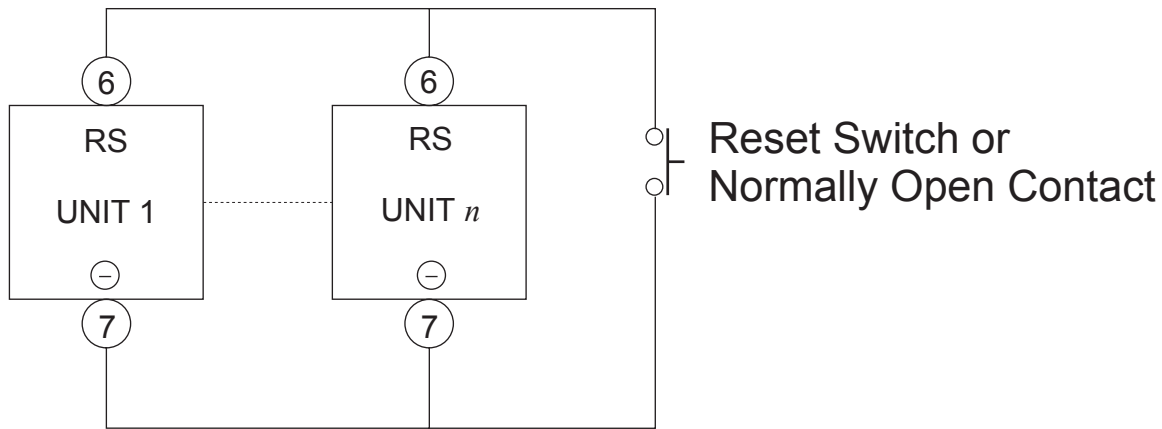 6 6
RS RS
Reset Switch or
Normally Open Contact
UNIT 1 UNIT n
− −
7 7